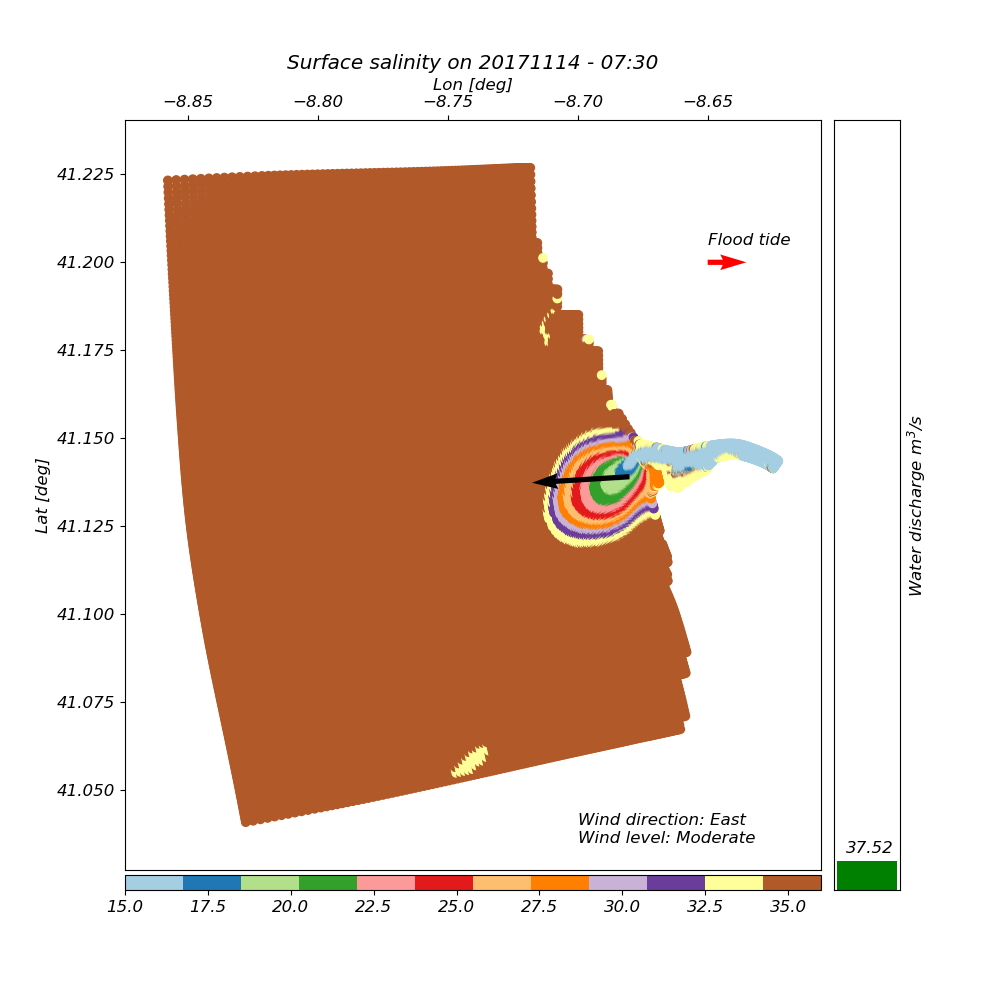 Surface salinity on 20171114 - 07:30
Lon [deg]
−8.85 −8.80 −8.75 −8.70 −8.65
41.225
41.200
41.175
41.150
41.125
41.100
41.075
41.050
Lat [deg]
Flood tide
Wind direction: East
Wind level: Moderate
37.52
Water discharge m³/s
15.0 17.5 20.0 22.5 25.0 27.5 30.0 32.5 35.0